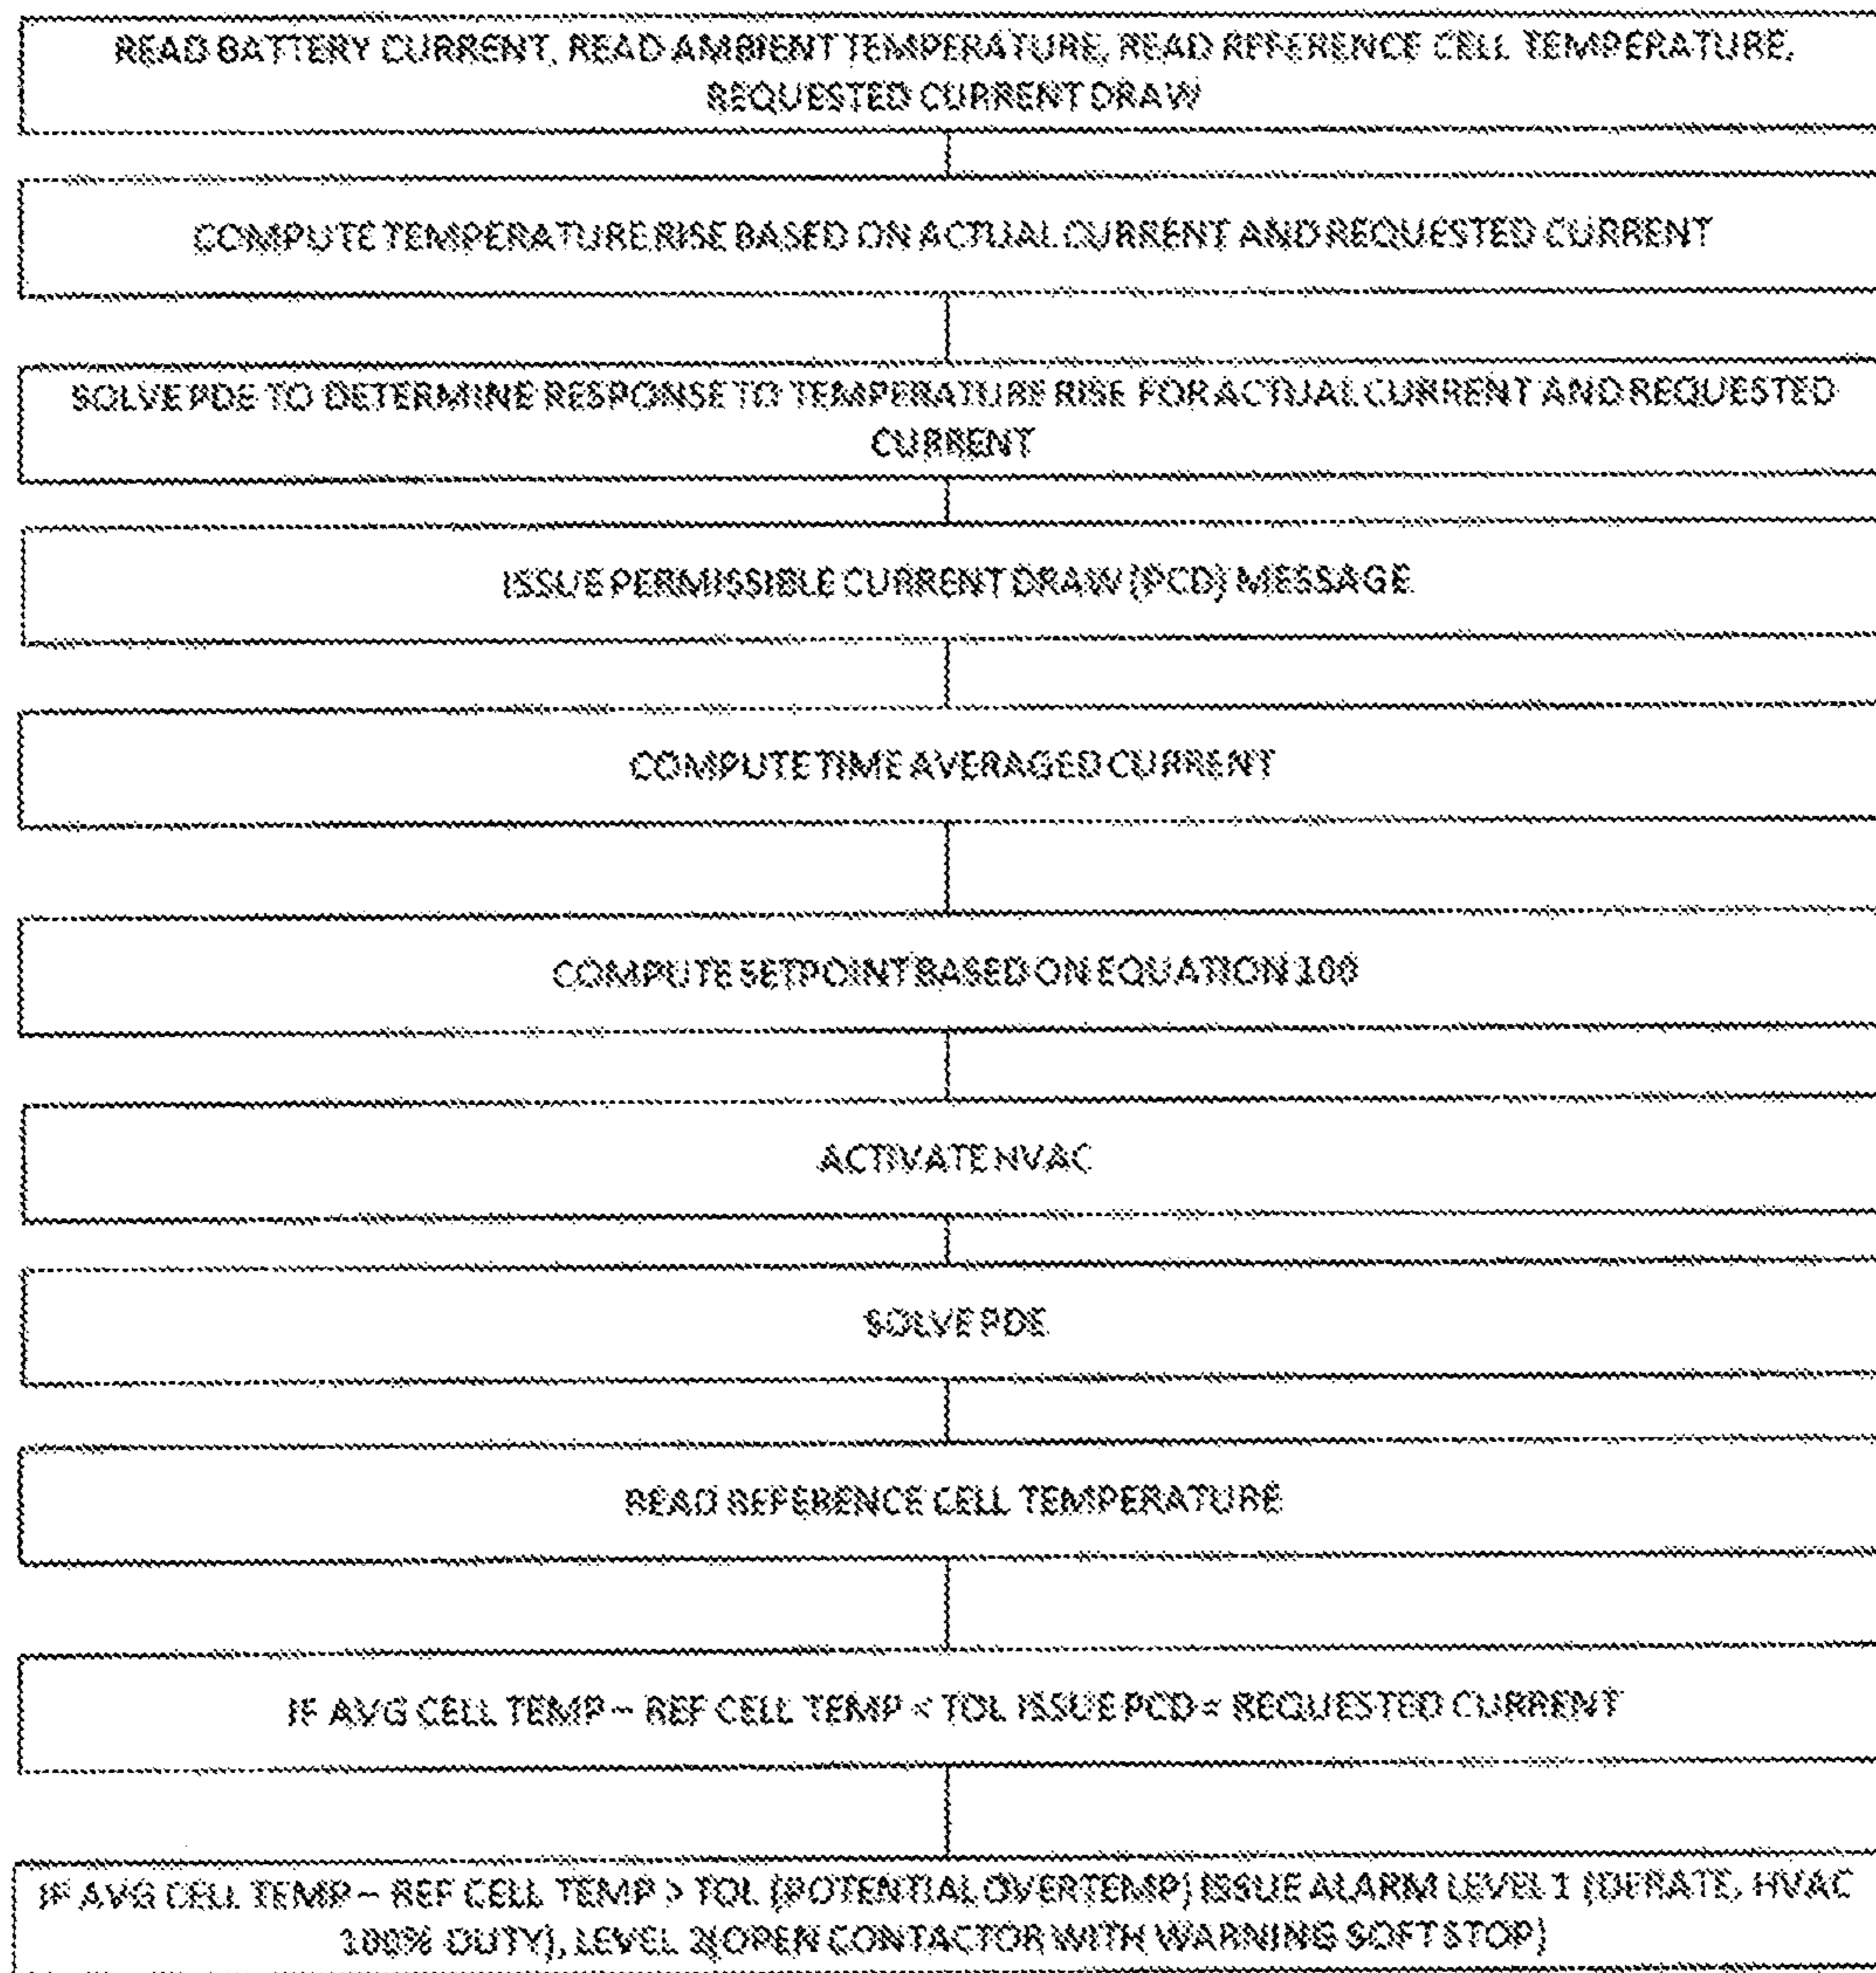 READ BATTERY CURRENT, READ AMBIENT TEMPERATURE, READ REFERENCE CELL TEMPERATURE,
REQUESTED CURRENT DRAW
COMPUTE TEMPERATURE RISE BASED ON ACTUAL CURRENT AND REQUESTED CURRENT
SOLVE PDE TO DETERMINE RESPONSE TO TEMPERATURE RISE FOR ACTUAL CURRENT AND REQUESTED
CURRENT
ISSUE PERMISSIBLE CURRENT DRAW (PCD) MESSAGE
COMPUTE TIME AVERAGED CURRENT
COMPUTE SETPOINT BASED ON EQUATION 100
ACTIVATE HVAC
SOLVE PDE
READ REFERENCE CELL TEMPERATURE
IF AVG CELL TEMP – REF CELL TEMP < TOL ISSUE PCD = REQUESTED CURRENT
IF AVG CELL TEMP – REF CELL TEMP > TOL (POTENTIAL OVERTEMP) ISSUE ALARM LEVEL 1 (DERATE, HVAC
100% DUTY), LEVEL 2(OPEN CONTACTOR WITH WARNING SOFT STOP)